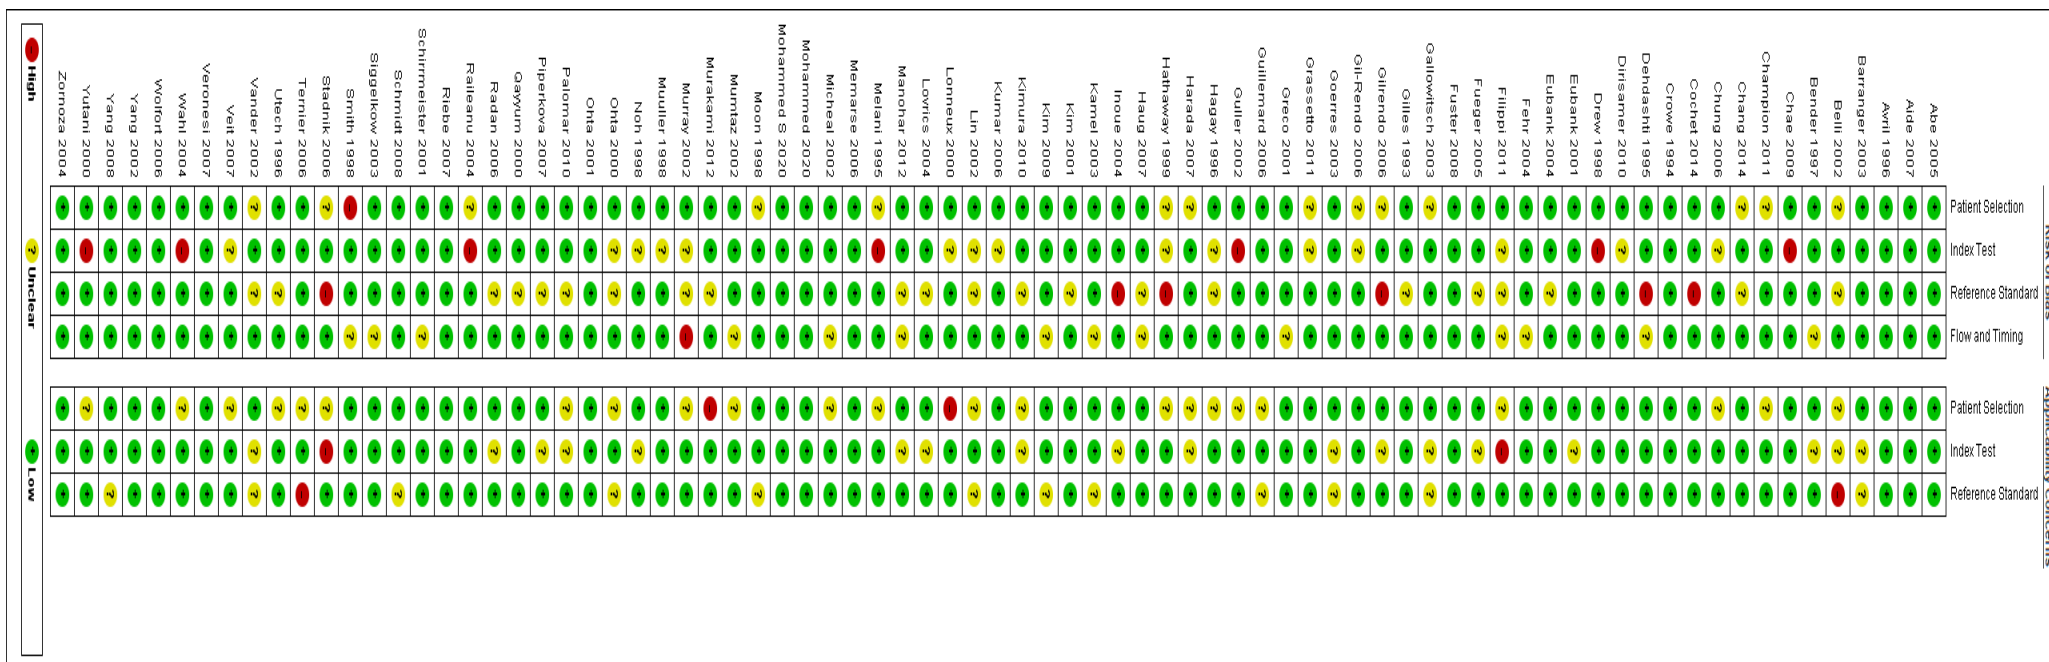 Risk of Bias
Applicability Concerns
Patient Selection
Index Test
Reference Standard
Flow and Timing
Patient Selection
Index Test
Reference Standard
Abe 2005
Aide 2007
Avril 1996
Barranger 2003
Belli 2002
Bender 1997
Chae 2009
Champion 2011
Chang 2014
Chung 2006
Cochet 2014
Crowe 1994
Dehdashti 1995
Dirisamer 2010
Drew 1998
Eubank 2001
Eubank 2004
Fehr 2004
Filippi 2011
Fueger 2005
Fuster 2008
Gallowitsch 2003
Gilles 1993
Gilrendo 2006
Gil-Rendo 2006
Goerres 2003
Grassetto 2011
Greco 2001
Guillemard 2006
Guller 2002
Hagay 1996
Harada 2007
Hathaway 1999
Haug 2007
Inoue 2004
Kamel 2003
Kim 2001
Kim 2009
Kimura 2010
Kumar 2006
Lin 2002
Lonneux 2000
Lovrics 2004
Manohar 2012
Melani 1995
Memarse 2006
Micheal 2002
Mohammed 2020
Mohammed S 2020
Moon 1998
Mumtaz 2002
Murakami 2012
Murray 2002
Muuller 1998
Noh 1998
Ohta 2000
Ohta 2001
Palomar 2010
Piperkova 2007
Qayyum 2000
Radan 2006
Raileanu 2004
Riebe 2007
Schirrmeister 2001
Schmidt 2008
Siggelkow 2003
Smith 1998
Stadnik 2006
Ternier 2006
Utech 1996
Vander 2002
Veit 2007
Veronesi 2007
Wahl 2004
Wolfort 2006
Yang 2002
Yang 2008
Yutani 2000
Zornoza 2004
High
? Unclear
+ Low